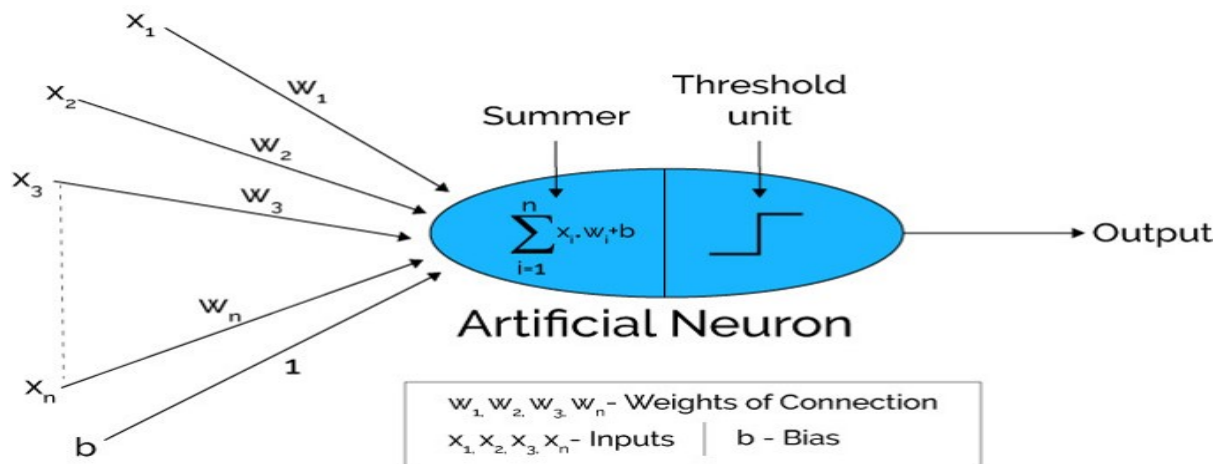 x₁
w₁
x₂
w₂
x₃
w₃
xₙ
wₙ
b
1
Summer
Threshold
unit
n
∑ xᵢ.wᵢ+b
i=1
Output
Artificial Neuron
w₁, w₂, w₃, wₙ- Weights of Connection
x₁, x₂, x₃, xₙ- Inputs | b - Bias